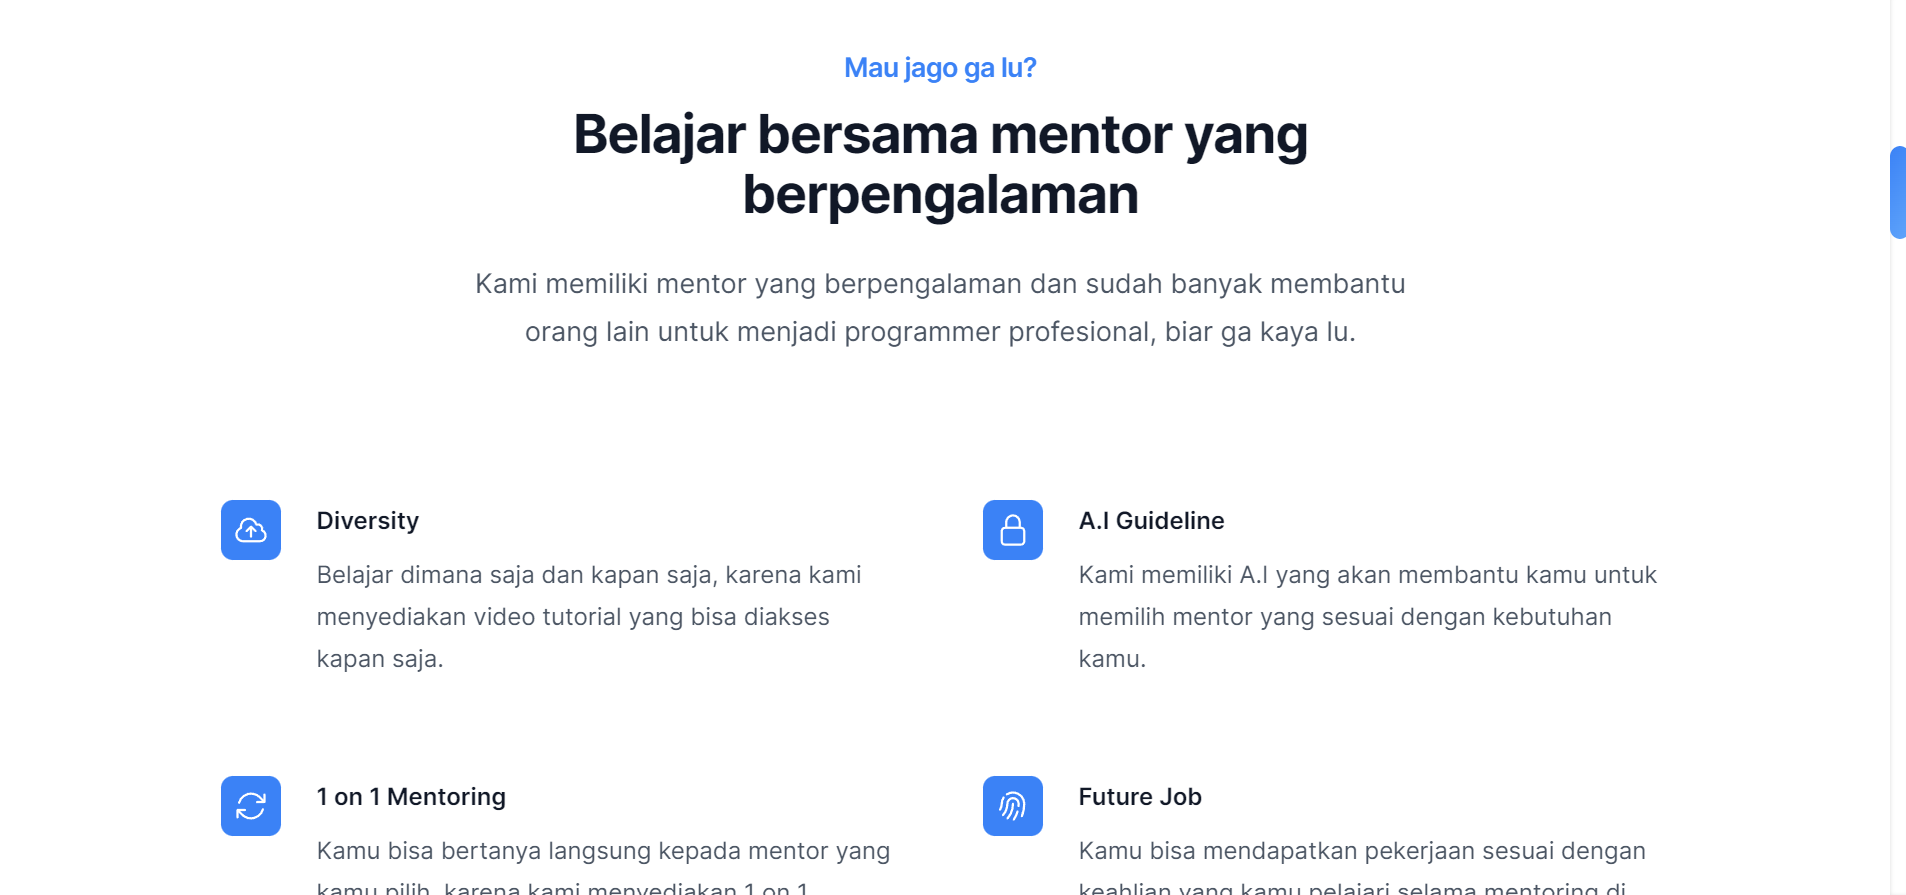 Mau jago ga lu?
Belajar bersama mentor yang
berpengalaman
Kami memiliki mentor yang berpengalaman dan sudah banyak membantu
orang lain untuk menjadi programmer profesional, biar ga kaya lu.
Diversity
Belajar dimana saja dan kapan saja, karena kami
menyediakan video tutorial yang bisa diakses
kapan saja.
A.I Guideline
Kami memiliki A.I yang akan membantu kamu untuk
memilih mentor yang sesuai dengan kebutuhan
kamu.
1 on 1 Mentoring
Kamu bisa bertanya langsung kepada mentor yang
kamu pilih, karena kami menyediakan 1 on 1
Future Job
Kamu bisa mendapatkan pekerjaan sesuai dengan
keahlian yang kamu pelajari selama mentoring di